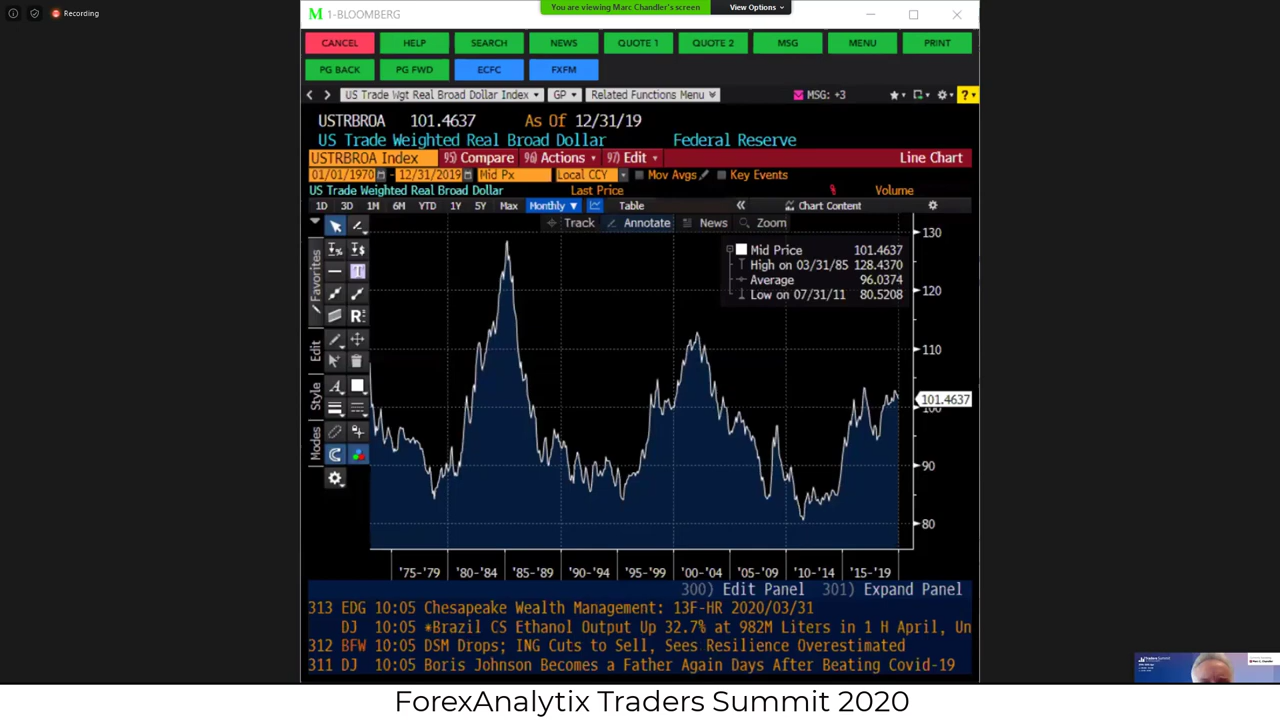 Recording
You are viewing Marc Chandler's screen
View Options
1-BLOOMBERG
CANCEL HELP SEARCH NEWS QUOTE 1 QUOTE 2 MSG MENU PRINT
PG BACK PG FWD ECFC FXFM
US Trade Wgt Real Broad Dollar Index GP Related Functions Menu MSG: +3
USTRBROA 101.4637 As Of 12/31/19
US Trade Weighted Real Broad Dollar Federal Reserve
USTRBROA Index 95) Compare 96) Actions 97) Edit Line Chart
01/01/1970 - 12/31/2019 Mid Px Local CCY Mov Avgs Key Events
US Trade Weighted Real Broad Dollar Last Price Volume
1D 3D 1M 6M YTD 1Y 5Y Max Monthly ▼ Table « Chart Content
Track Annotate News Zoom
Favorites
Edit
Style
Modes
Mid Price 101.4637
High on 03/31/85 128.4370
Average 96.0374
Low on 07/31/11 80.5208
130
120
110
101.4637
100
90
80
'75-'79 '80-'84 '85-'89 '90-'94 '95-'99 '00-'04 '05-'09 '10-'14 '15-'19
300) Edit Panel 301) Expand Panel
313 EDG 10:05 Chesapeake Wealth Management: 13F-HR 2020/03/31
DJ 10:05 *Brazil CS Ethanol Output Up 32.7% at 982M Liters in 1 H April, Un
312 BFW 10:05 DSM Drops; ING Cuts to Sell, Sees Resilience Overestimated
311 DJ 10:05 Boris Johnson Becomes a Father Again Days After Beating Covid-19
ForexAnalytix Traders Summit 2020